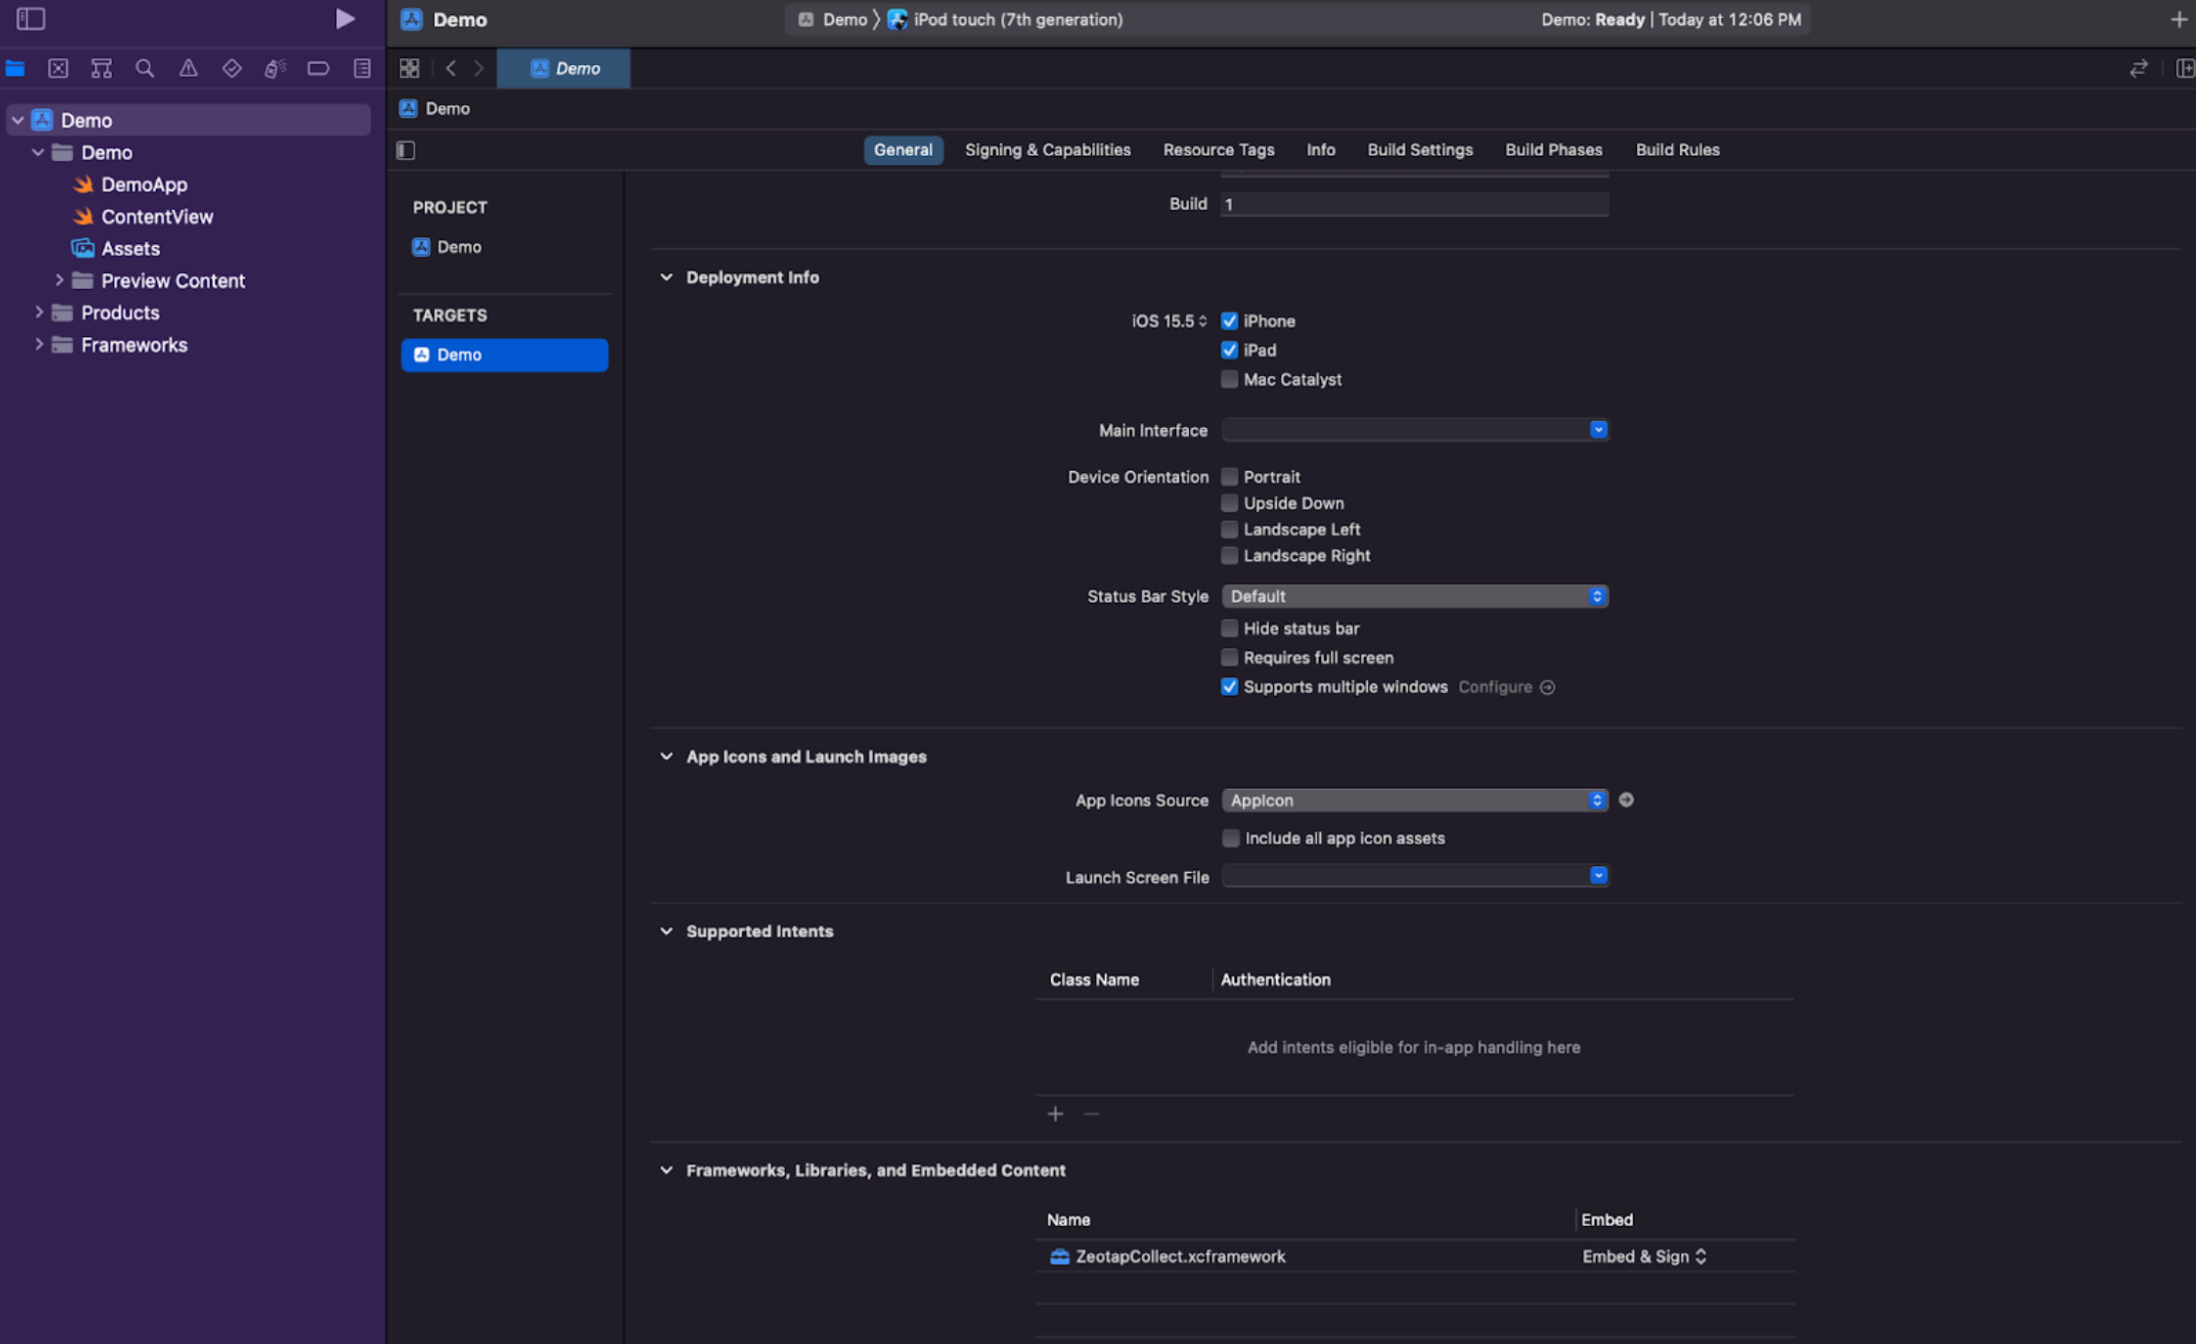 Demo
Demo 〉 iPod touch (7th generation)
Demo: Ready | Today at 12:06 PM
Demo
Demo
Demo
Demo
DemoApp
ContentView
Assets
Preview Content
Products
Frameworks
General
Signing & Capabilities
Resource Tags
Info
Build Settings
Build Phases
Build Rules
PROJECT
Demo
TARGETS
Demo
Build 1
Deployment Info
iOS 15.5 iPhone
iPad
Mac Catalyst
Main Interface
Device Orientation Portrait
Upside Down
Landscape Left
Landscape Right
Status Bar Style Default
Hide status bar
Requires full screen
Supports multiple windows Configure
App Icons and Launch Images
App Icons Source AppIcon
Include all app icon assets
Launch Screen File
Supported Intents
Class Name Authentication
Add intents eligible for in-app handling here
Frameworks, Libraries, and Embedded Content
Name Embed
ZeotapCollect.xcframework Embed & Sign